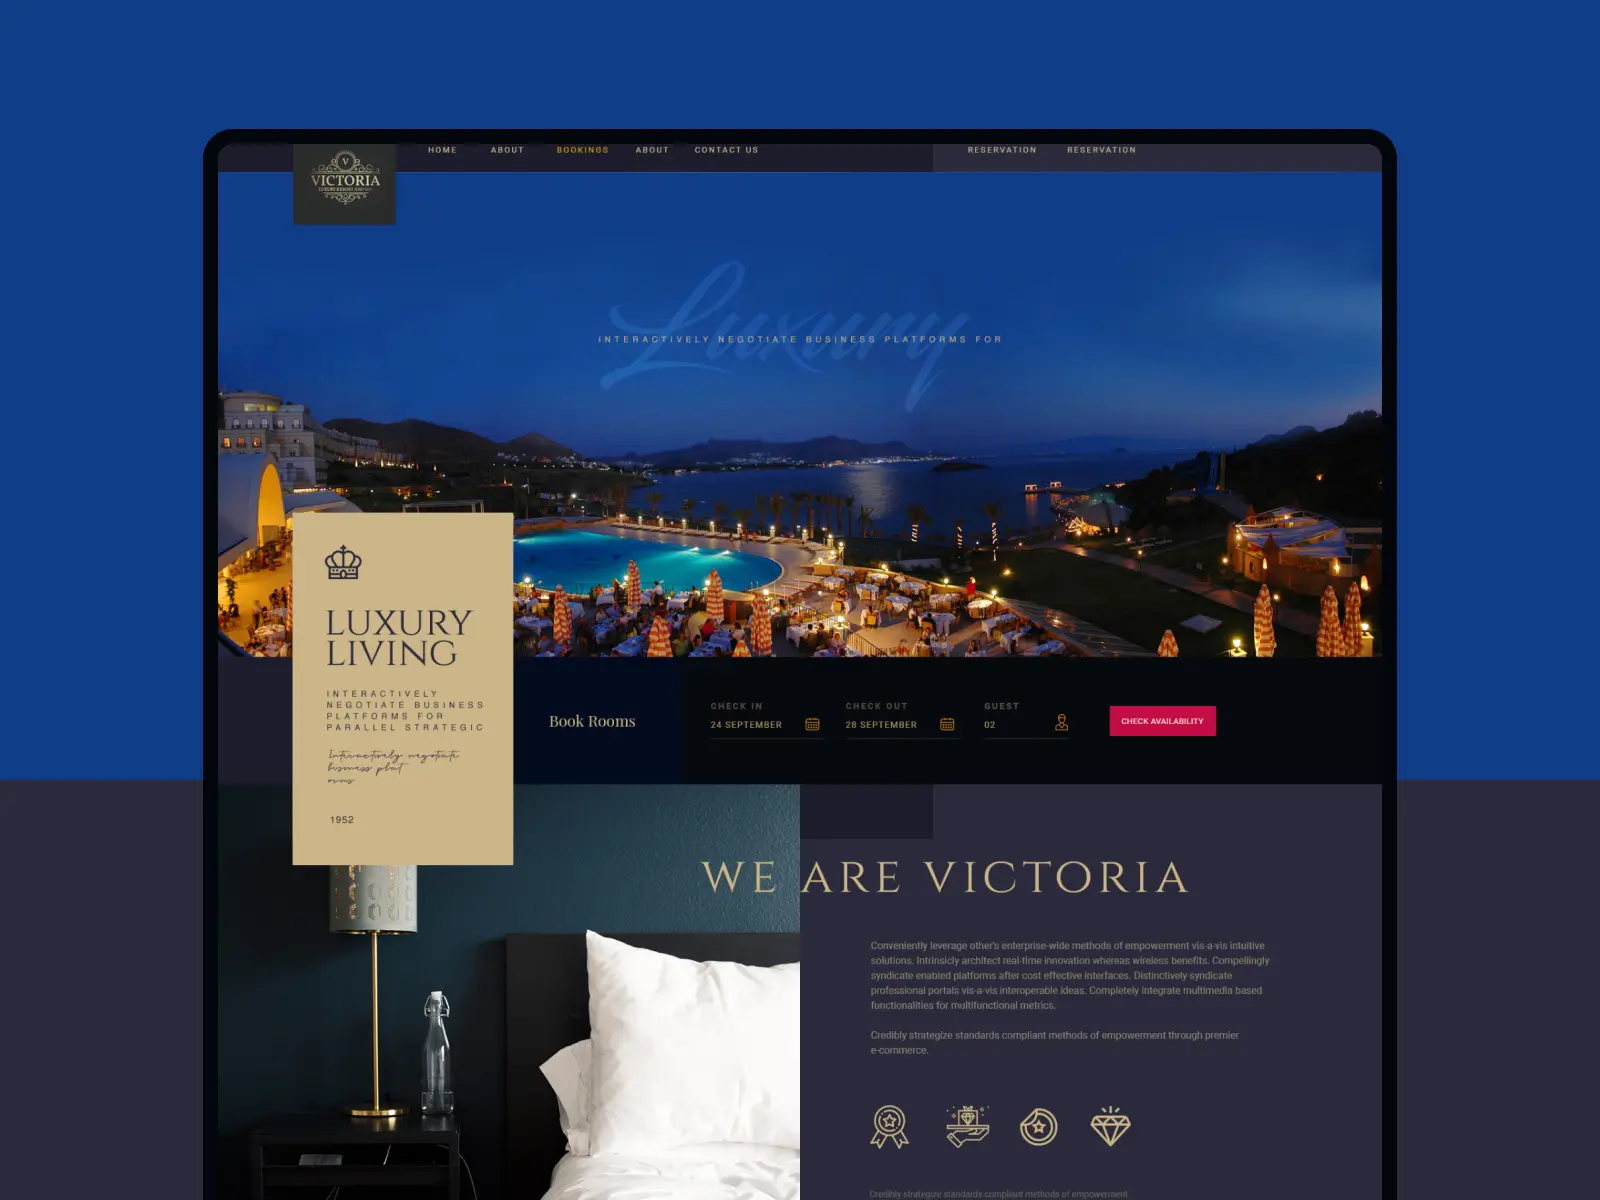 HOME ABOUT BOOKINGS ABOUT CONTACT US RESERVATION RESERVATION
V
VICTORIA
LUXURY RESORT AND SPA
Luxury
INTERACTIVELY NEGOTIATE BUSINESS PLATFORMS FOR
LUXURY
LIVING
INTERACTIVELY
NEGOTIATE BUSINESS
PLATFORMS FOR
PARALLEL STRATEGIC
Interactively negotiate
business plat
orms
1952
Book Rooms
CHECK IN
24 SEPTEMBER
CHECK OUT
28 SEPTEMBER
GUEST
02
CHECK AVAILABILITY
WE ARE VICTORIA
Conveniently leverage other's enterprise-wide methods of empowerment vis-a-vis intuitive
solutions. Intrinsicly architect real-time innovation whereas wireless benefits. Compellingly
syndicate enabled platforms after cost effective interfaces. Distinctively syndicate
professional portals vis-a-vis interoperable ideas. Completely integrate multimedia based
functionalities for multifunctional metrics.
Credibly strategize standards compliant methods of empowerment through premier
e-commerce.
Credibly strategize standards compliant methods of empowerment